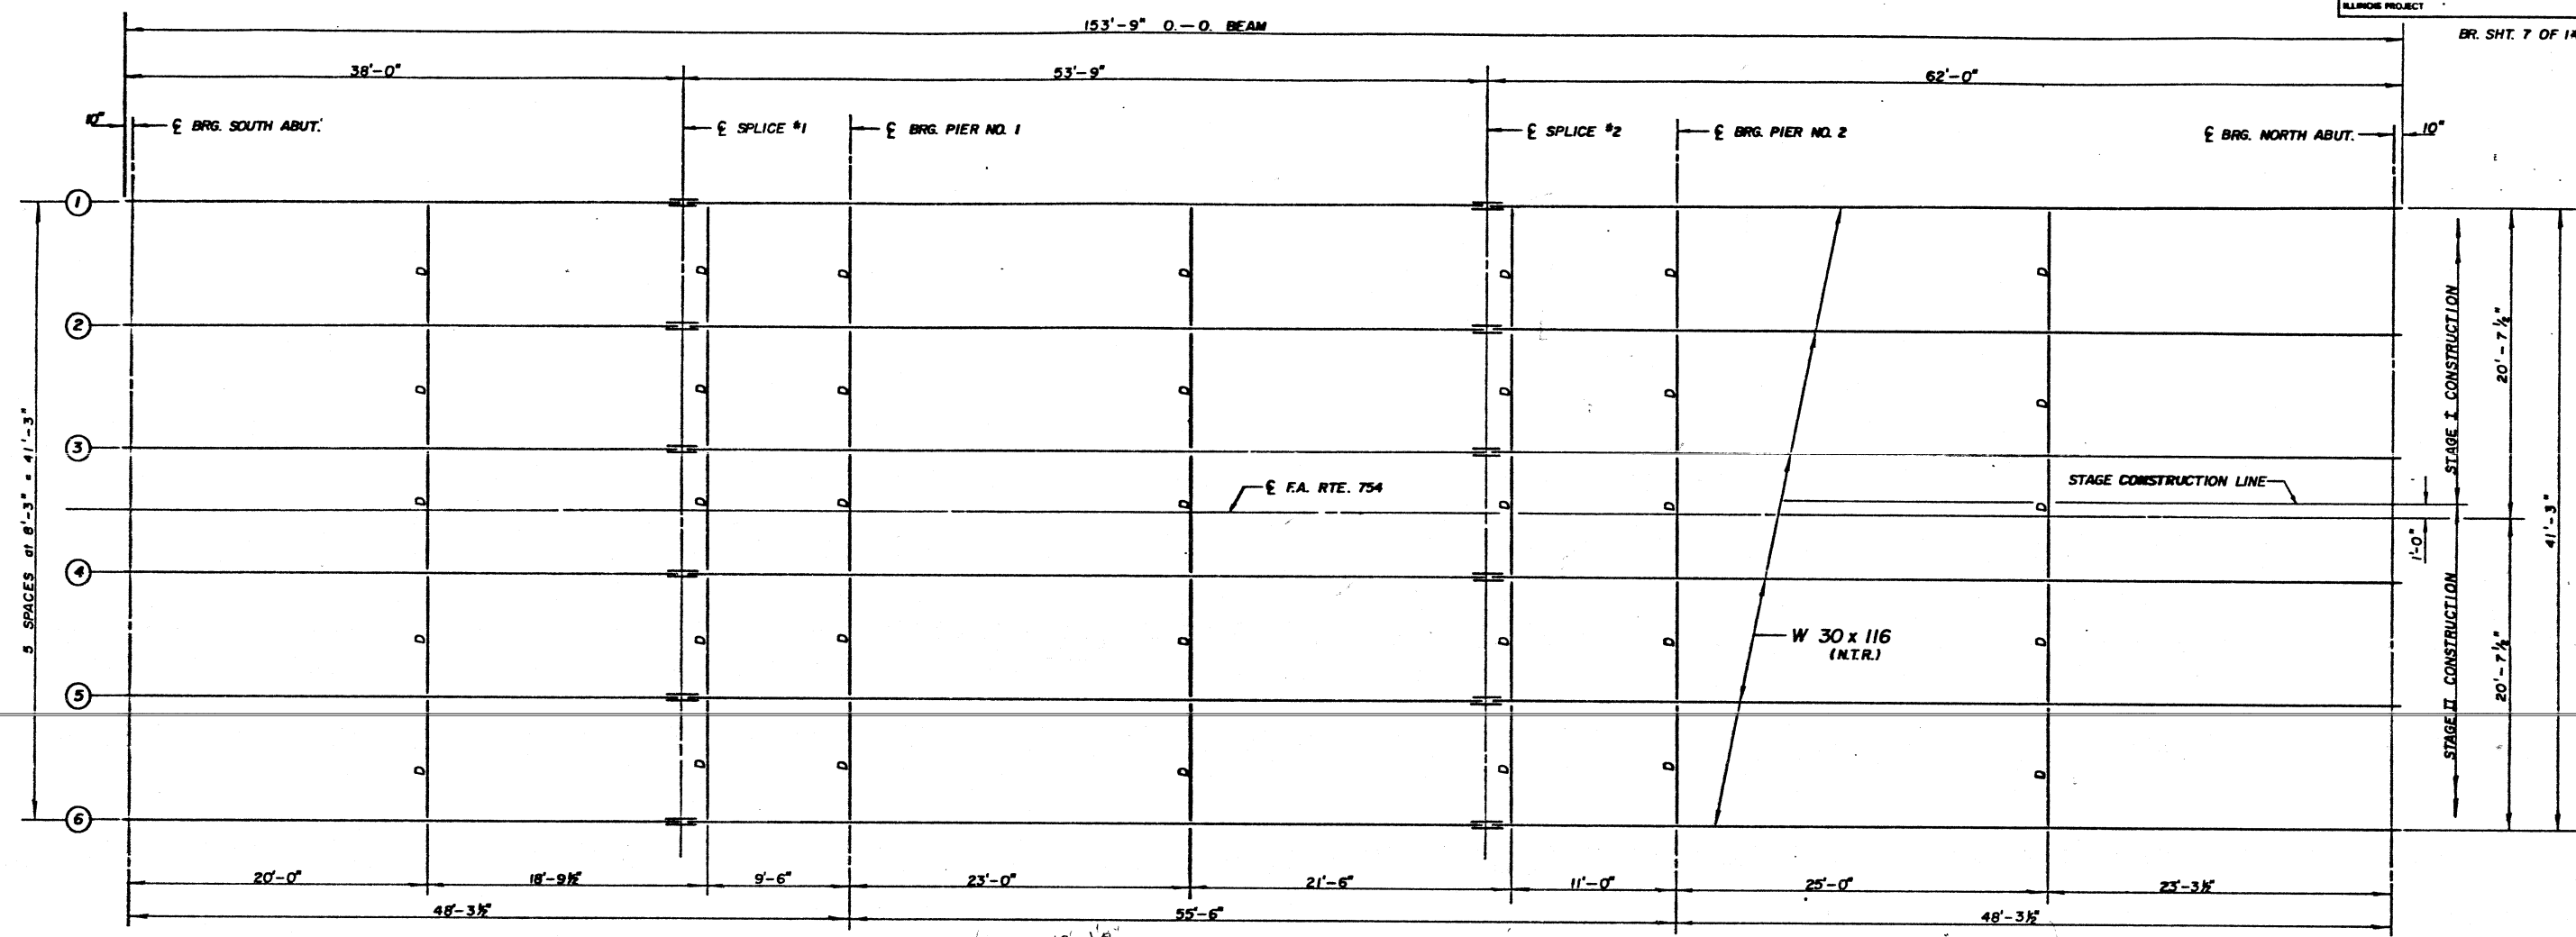 ILLINOIS PROJECT
BR. SHT. 7 OF 14
153'-9" O.—O. BEAM
38'-0" 53'-9" 62'-0"
10" ℄ BRG. SOUTH ABUT. ℄ SPLICE #1 ℄ BRG. PIER NO. 1 ℄ SPLICE #2 ℄ BRG. PIER NO. 2 ℄ BRG. NORTH ABUT. 10"
1
D D D D D D D
2
D D D D D D D
3
STAGE CONSTRUCTION LINE
℄ F.A. RTE. 754
D D D D D D D
4
D D D D D D D
W 30 x 116
(N.T.R.)
5
D D D D D D D
6
5 SPACES at 8'-3" = 41'-3"
STAGE I CONSTRUCTION
20'-7 1/2"
1'-0"
41'-3"
STAGE II CONSTRUCTION
20'-7 1/2"
20'-0" 18'-9½" 9'-6" 23'-0" 21'-6" 11'-0" 25'-0" 23'-3½"
48'-3½" 55'-6" 48'-3½"